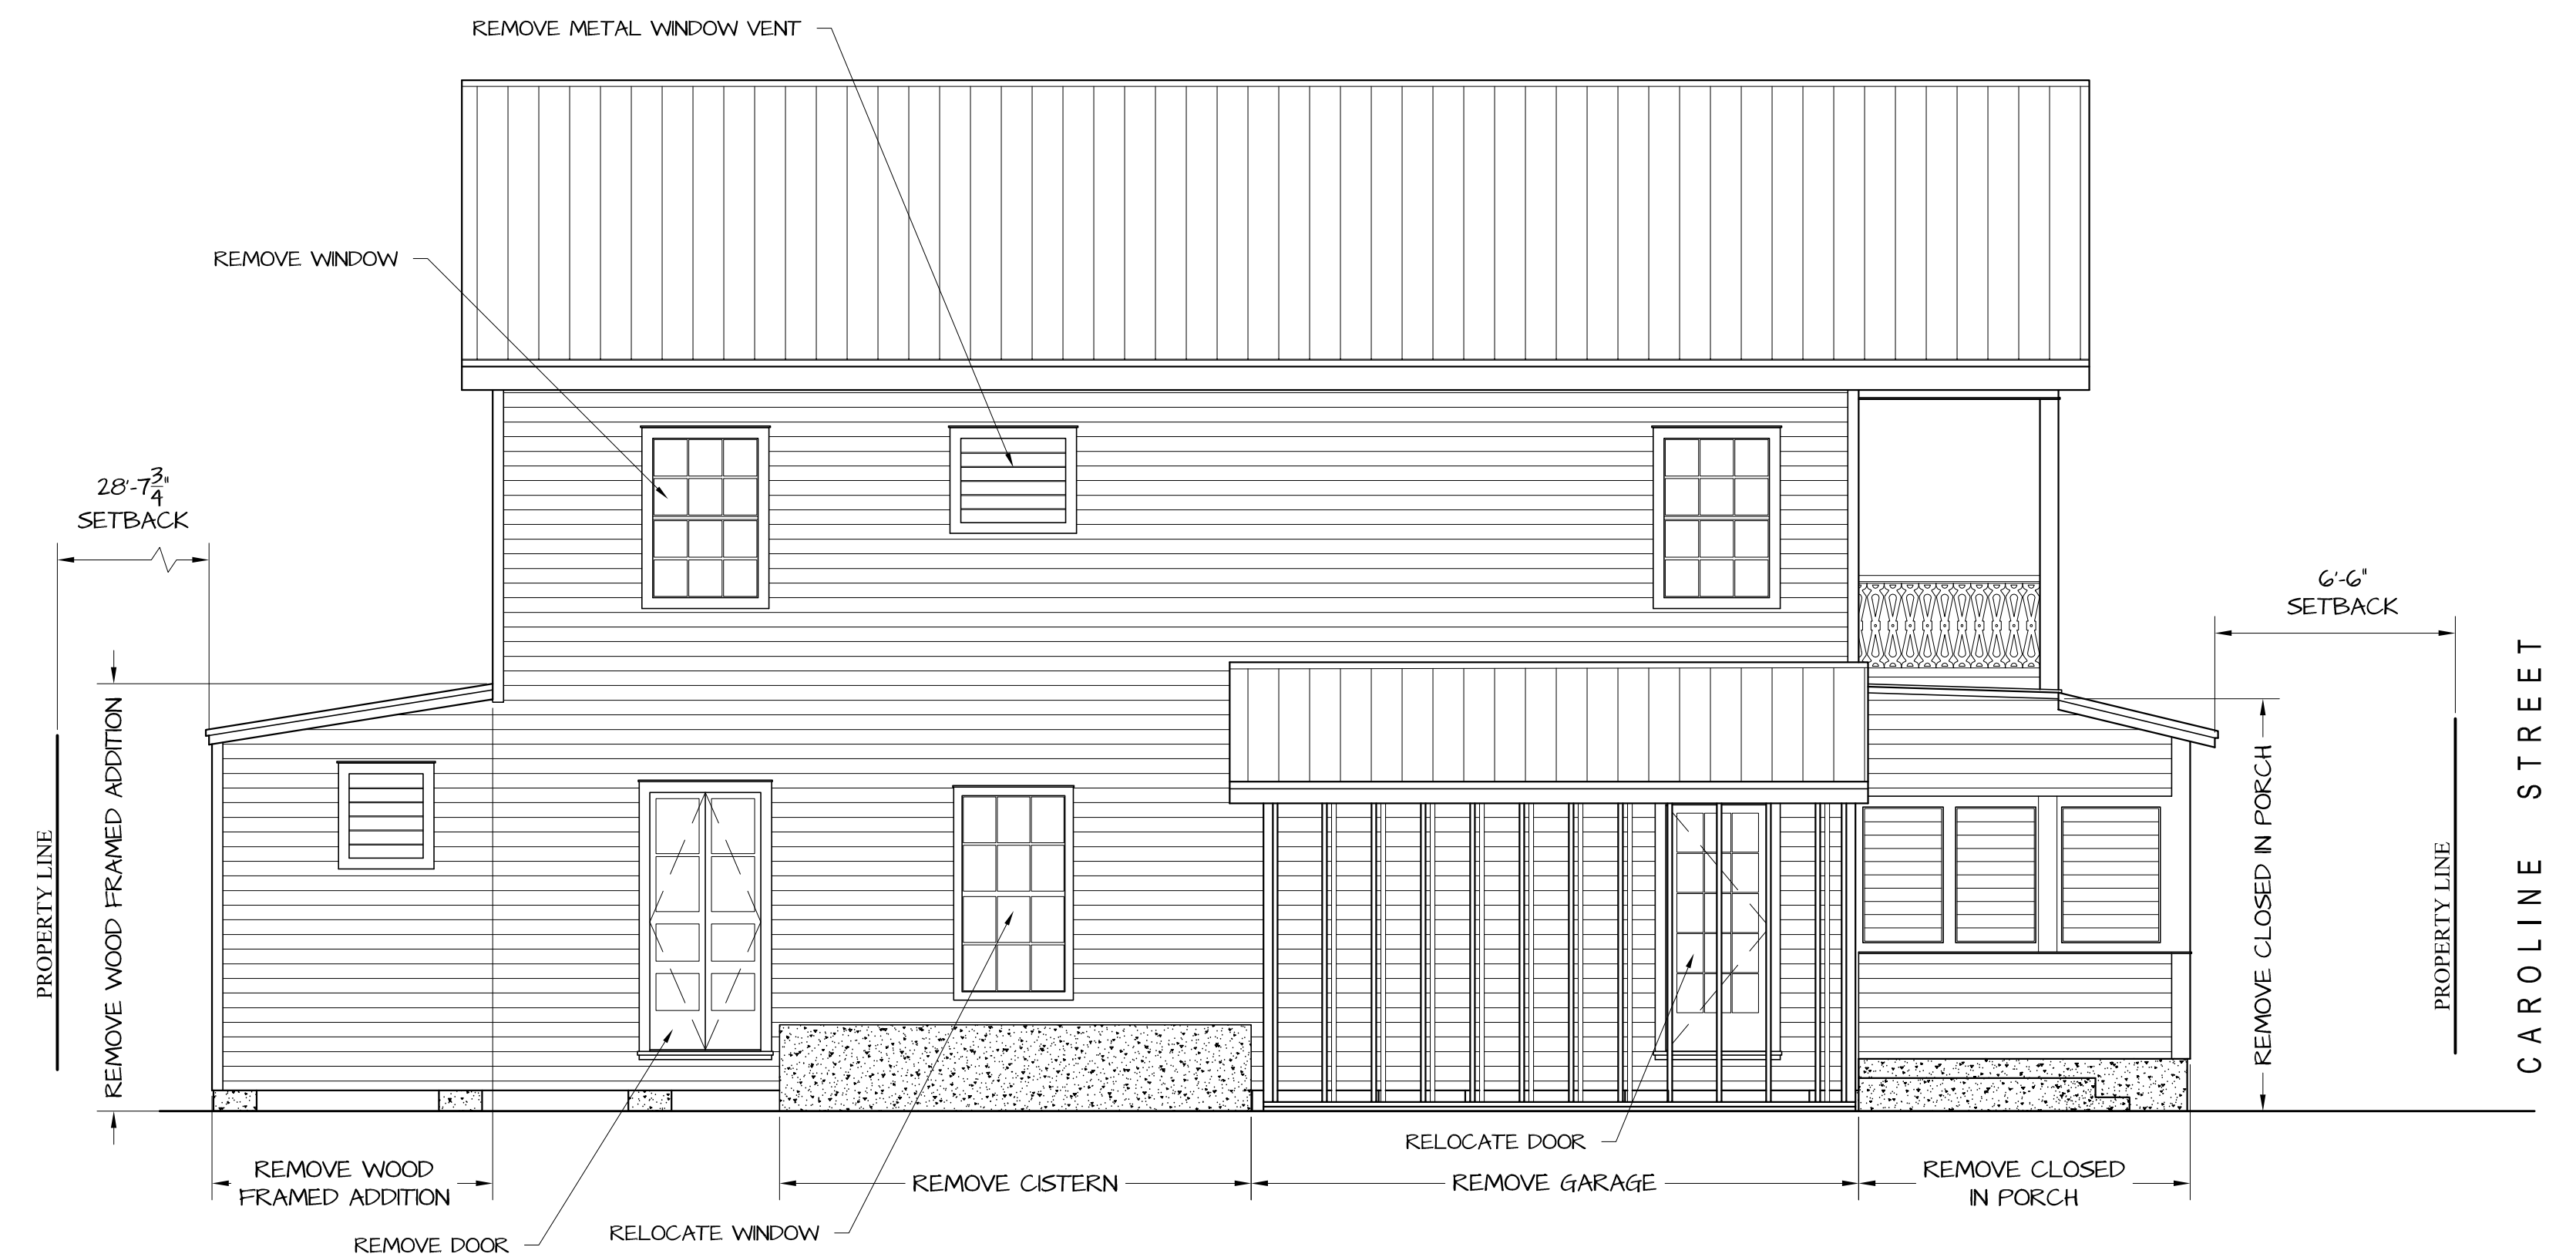 REMOVE METAL WINDOW VENT
REMOVE WINDOW
28'-7 3/4"
SETBACK
6'-6"
SETBACK
PROPERTY LINE
REMOVE WOOD FRAMED ADDITION
REMOVE CLOSED IN PORCH
PROPERTY LINE
CAROLINE STREET
RELOCATE DOOR
REMOVE WOOD
FRAMED ADDITION
REMOVE CISTERN
REMOVE GARAGE
REMOVE CLOSED
IN PORCH
RELOCATE WINDOW
REMOVE DOOR